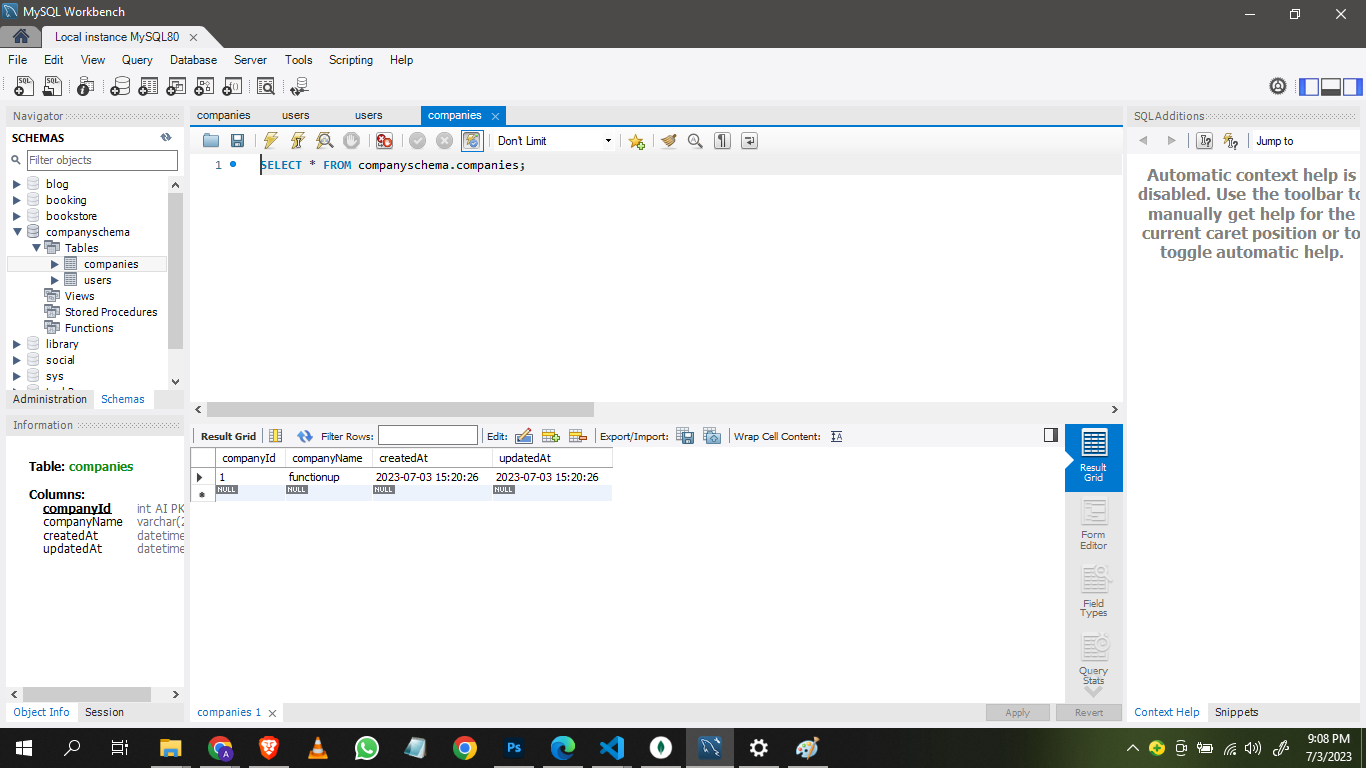 MySQL Workbench
Local instance MySQL80
File Edit View Query Database Server Tools Scripting Help
Navigator
SCHEMAS
Filter objects
blog
booking
bookstore
companyschema
Tables
companies
users
Views
Stored Procedures
Functions
library
social
sys
Administration Schemas
Information
Table: companies
Columns:
companyId int AI PK
companyName varchar(2
createdAt datetime
updatedAt datetime
Object Info Session
companies users users companies
Don't Limit
1 SELECT * FROM companyschema.companies;
Result Grid Filter Rows: Edit: Export/Import: Wrap Cell Content:
companyId companyName createdAt updatedAt
1 functionup 2023-07-03 15:20:26 2023-07-03 15:20:26
NULL NULL NULL NULL
Result
Grid
Form
Editor
Field
Types
Query
Stats
companies 1
Apply Revert
SQLAdditions
Jump to
Automatic context help is
disabled. Use the toolbar to
manually get help for the
current caret position or to
toggle automatic help.
Context Help Snippets
9:08 PM
7/3/2023